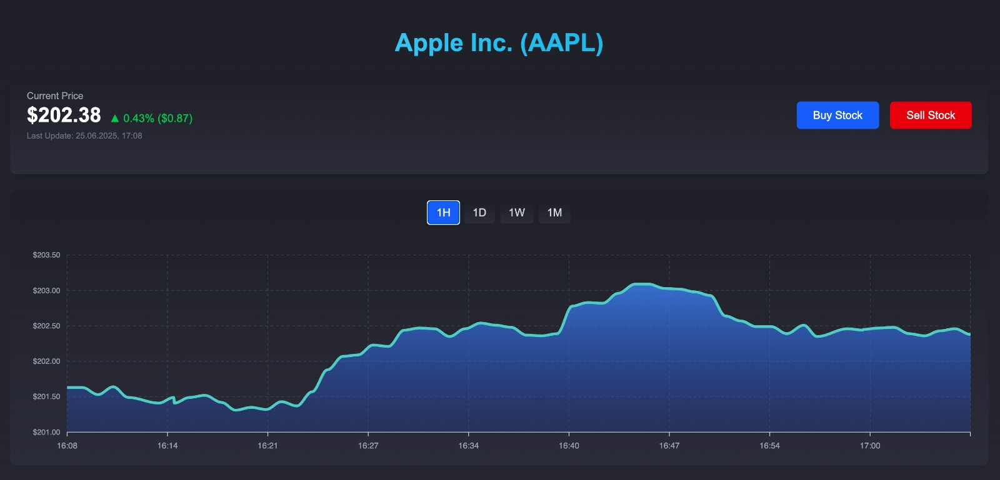 Apple Inc. (AAPL)
Current Price
$202.38 ▲ 0.43% ($0.87)
Last Update: 25.06.2025, 17:08
Buy Stock
Sell Stock
1H 1D 1W 1M
$203.50
$203.00
$202.50
$202.00
$201.50
$201.00
16:08 16:14 16:21 16:27 16:34 16:40 16:47 16:54 17:00